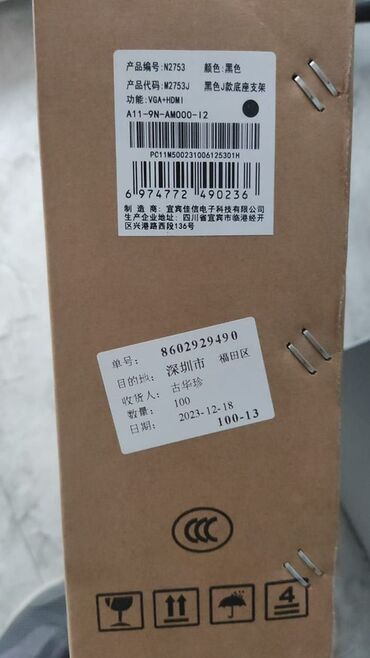 产品编号:N2753 颜色:黑色
产品代码:M2753J 黑色J款底座支架
功能:VGA+HDMI
A11-9N-AM000-I2
PC11M500231006125301H
6 974772 490236
制 造 商: 宜宾佳信电子科技有限公司
生产企业地址: 四川省宜宾市临港经开
区兴港路西段136号
单号: 8602929490
目的地: 深圳市 福田区
收货人: 古华珍
数量: 100
日期: 2023-12-18
100-13
CCC
4